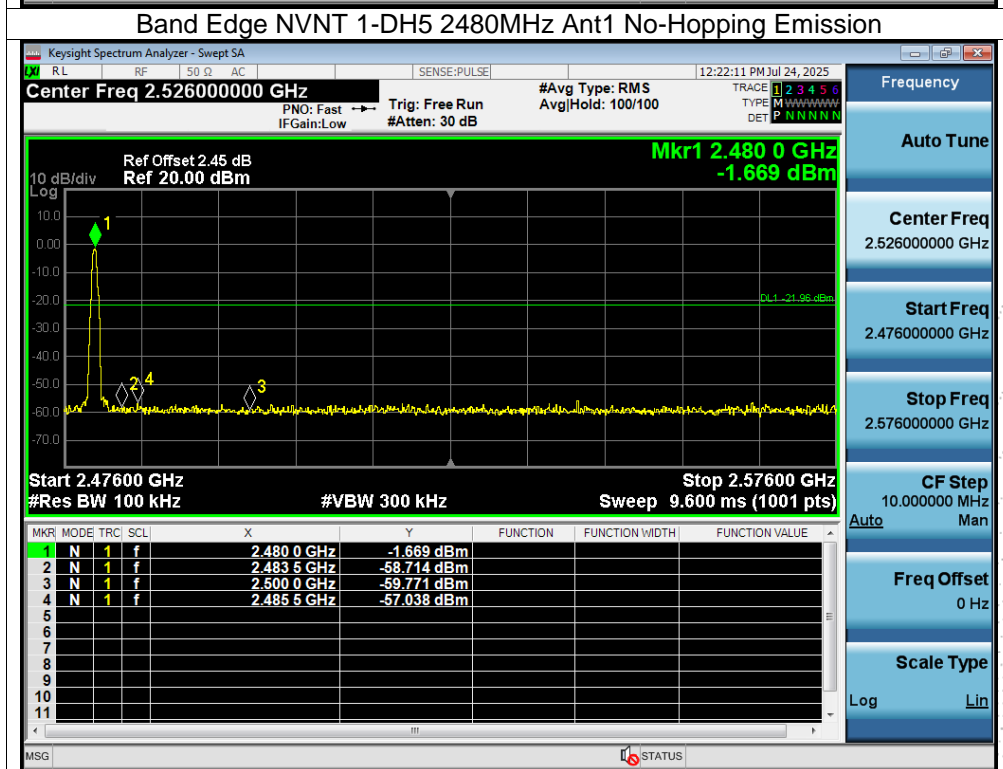 Band Edge NVNT 1-DH5 2480MHz Ant1 No-Hopping Emission
Keysight Spectrum Analyzer - Swept SA
LXI RL RF 50 Ω AC SENSE:PULSE 12:22:11 PM Jul 24, 2025
Center Freq 2.526000000 GHz #Avg Type: RMS TRACE 1 2 3 4 5 6
PNO: Fast Trig: Free Run Avg|Hold: 100/100 TYPE M WWWWW
IFGain:Low #Atten: 30 dB DET P N N N N N
Mkr1 2.480 0 GHz
-1.669 dBm
Ref Offset 2.45 dB
10 dB/div Ref 20.00 dBm
Log
10.0
0.00
-10.0
-20.0
-30.0
-40.0
-50.0
-60.0
-70.0
1
2
4
3
DL1 -21.96 dBm
Start 2.47600 GHz Stop 2.57600 GHz
#Res BW 100 kHz #VBW 300 kHz Sweep 9.600 ms (1001 pts)
MKR MODE TRC SCL X Y FUNCTION FUNCTION WIDTH FUNCTION VALUE
1 N 1 f 2.480 0 GHz -1.669 dBm
2 N 1 f 2.483 5 GHz -58.714 dBm
3 N 1 f 2.500 0 GHz -59.771 dBm
4 N 1 f 2.485 5 GHz -57.038 dBm
5
6
7
8
9
10
11
MSG STATUS
Frequency
Auto Tune
Center Freq
2.526000000 GHz
Start Freq
2.476000000 GHz
Stop Freq
2.576000000 GHz
CF Step
10.000000 MHz
Auto Man
Freq Offset
0 Hz
Scale Type
Log Lin